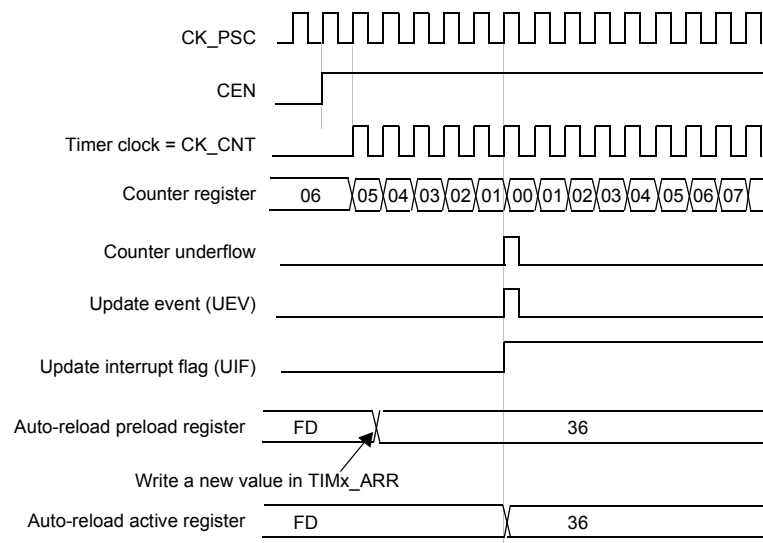 CK_PSC
CEN
Timer clock = CK_CNT
Counter register 06 05 04 03 02 01 00 01 02 03 04 05 06 07
Counter underflow
Update event (UEV)
Update interrupt flag (UIF)
Auto-reload preload register FD 36
Write a new value in TIMx_ARR
Auto-reload active register FD 36